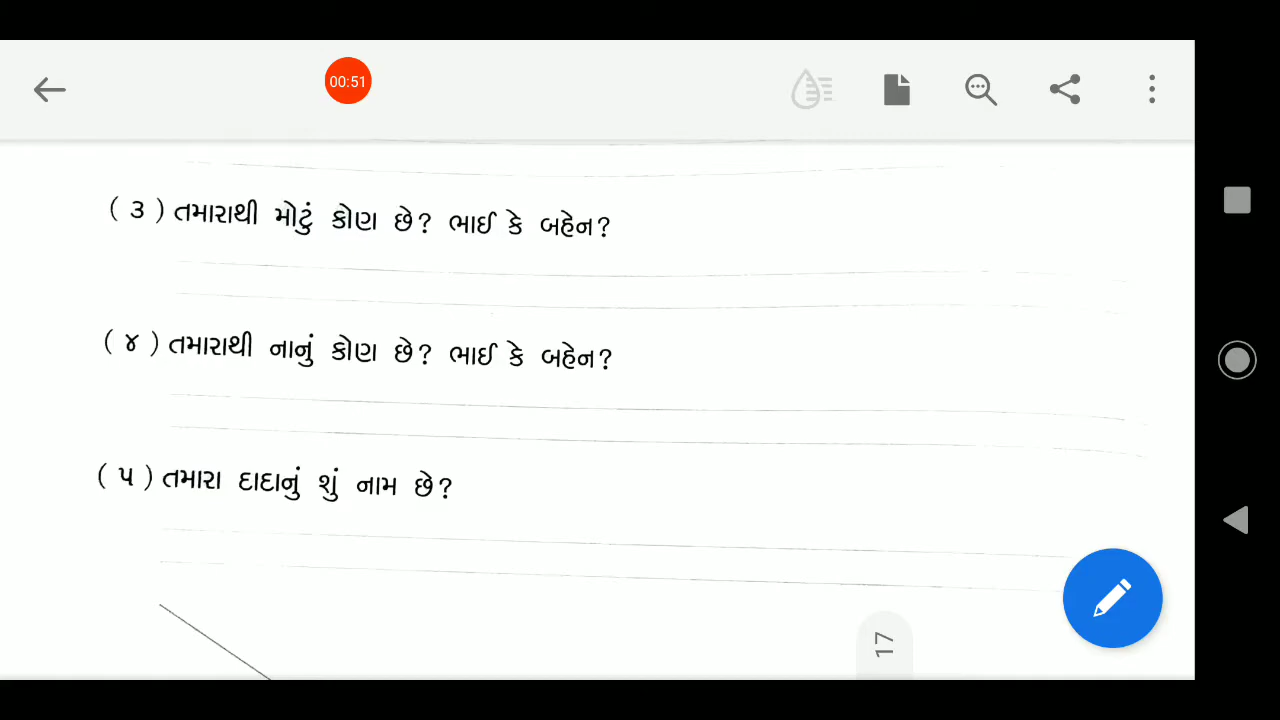 00:51
( ૩ ) તમારાથી મોટું કોણ છે? ભાઈ કે બહેન?
( ૪ ) તમારાથી નાનું કોણ છે? ભાઈ કે બહેન?
( ૫ ) તમારા દાદાનું શું નામ છે?
17